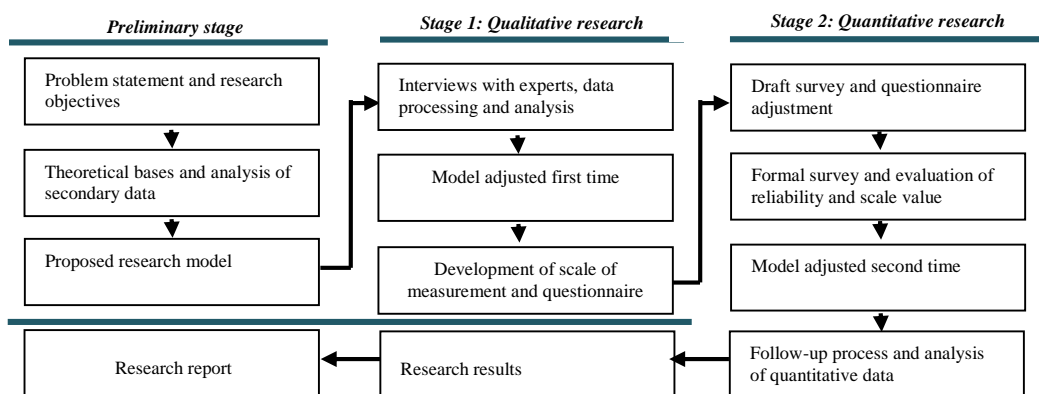 Preliminary stage
Problem statement and research
objectives
Theoretical bases and analysis of
secondary data
Proposed research model
Stage 1: Qualitative research
Interviews with experts, data
processing and analysis
Model adjusted first time
Development of scale of
measurement and questionnaire
Stage 2: Quantitative research
Draft survey and questionnaire
adjustment
Formal survey and evaluation of
reliability and scale value
Model adjusted second time
Follow-up process and analysis
of quantitative data
Research results
Research report